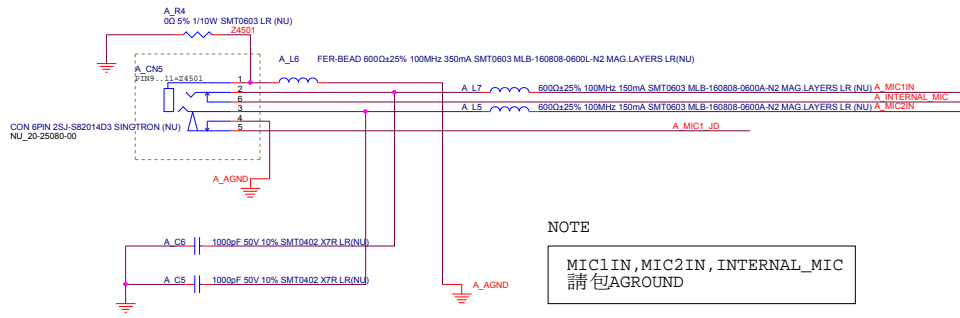 A_R4
0Ω 5% 1/10W SMT0603 LR (NU)
Z4501
A_L6 FER-BEAD 600Ω±25% 100MHz 350mA SMT0603 MLB-160808-0600L-N2 MAG.LAYERS LR(NU)
A_CN5
PIN9..11=Z4501
1
2
6
3
4
5
A_L7 600Ω±25% 100MHz 150mA SMT0603 MLB-160808-0600A-N2 MAG.LAYERS LR (NU) A_MIC1IN
A_INTERNAL_MIC
A_L5 600Ω±25% 100MHz 150mA SMT0603 MLB-160808-0600A-N2 MAG.LAYERS LR (NU) A_MIC2IN
CON 6PIN 2SJ-S82014D3 SINGTRON (NU)
NU_20-25080-00
A_MIC1_JD
A_AGND
A_C6 1000pF 50V 10% SMT0402 X7R LR(NU)
A_C5 1000pF 50V 10% SMT0402 X7R LR(NU)
A_AGND
NOTE
MIC1IN,MIC2IN,INTERNAL_MIC
請包AGROUND